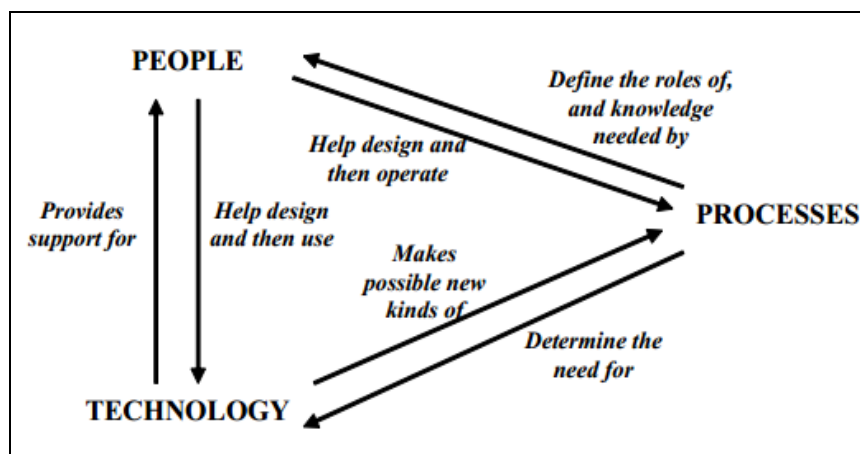 PEOPLE
Define the roles of,
and knowledge
needed by
Help design and
then operate
Provides
support for
Help design
and then use
PROCESSES
Makes
possible new
kinds of
Determine the
need for
TECHNOLOGY